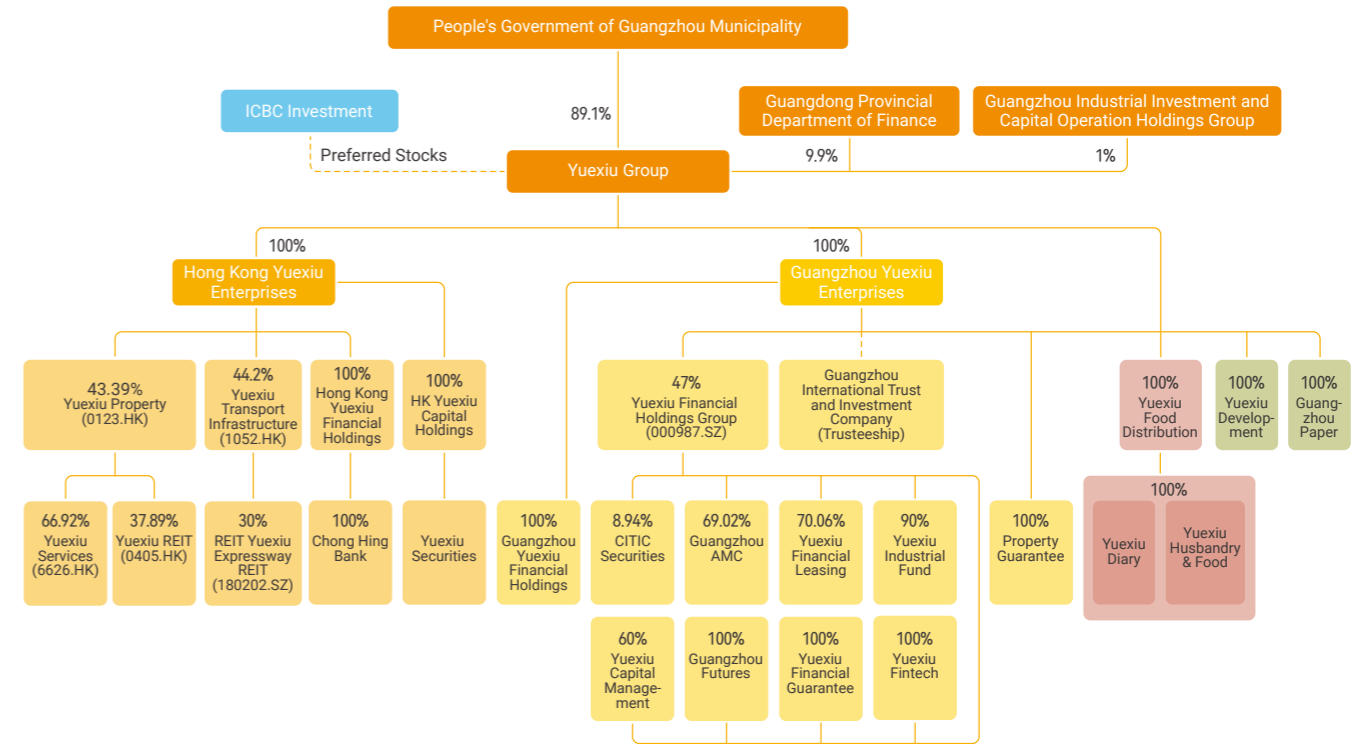 People's Government of Guangzhou Municipality
ICBC Investment
89.1%
Guangdong Provincial
Department of Finance
Guangzhou Industrial Investment and
Capital Operation Holdings Group
Preferred Stocks
Yuexiu Group
9.9%
1%
100%
Hong Kong Yuexiu
Enterprises
100%
Guangzhou Yuexiu
Enterprises
43.39%
Yuexiu Property
(0123.HK)
44.2%
Yuexiu
Transport
Infrastructure
(1052.HK)
100%
Hong Kong
Yuexiu
Financial
Holdings
100%
HK Yuexiu
Capital
Holdings
47%
Yuexiu Financial
Holdings Group
(000987.SZ)
Guangzhou
International Trust
and Investment
Company
(Trusteeship)
100%
Yuexiu
Food
Distribution
100%
Yuexiu
Develop-
ment
100%
Guang-
zhou
Paper
66.92%
Yuexiu
Services
(6626.HK)
37.89%
Yuexiu REIT
(0405.HK)
30%
REIT Yuexiu
Expressway
REIT
(180202.SZ)
100%
Chong Hing
Bank
Yuexiu
Securities
100%
Guangzhou
Yuexiu
Financial
Holdings
8.94%
CITIC
Securities
69.02%
Guangzhou
AMC
70.06%
Yuexiu
Financial
Leasing
90%
Yuexiu
Industrial
Fund
100%
Property
Guarantee
100%
Yuexiu
Diary
Yuexiu
Husbandry
& Food
60%
Yuexiu
Capital
Manage-
ment
100%
Guangzhou
Futures
100%
Yuexiu
Financial
Guarantee
100%
Yuexiu
Fintech